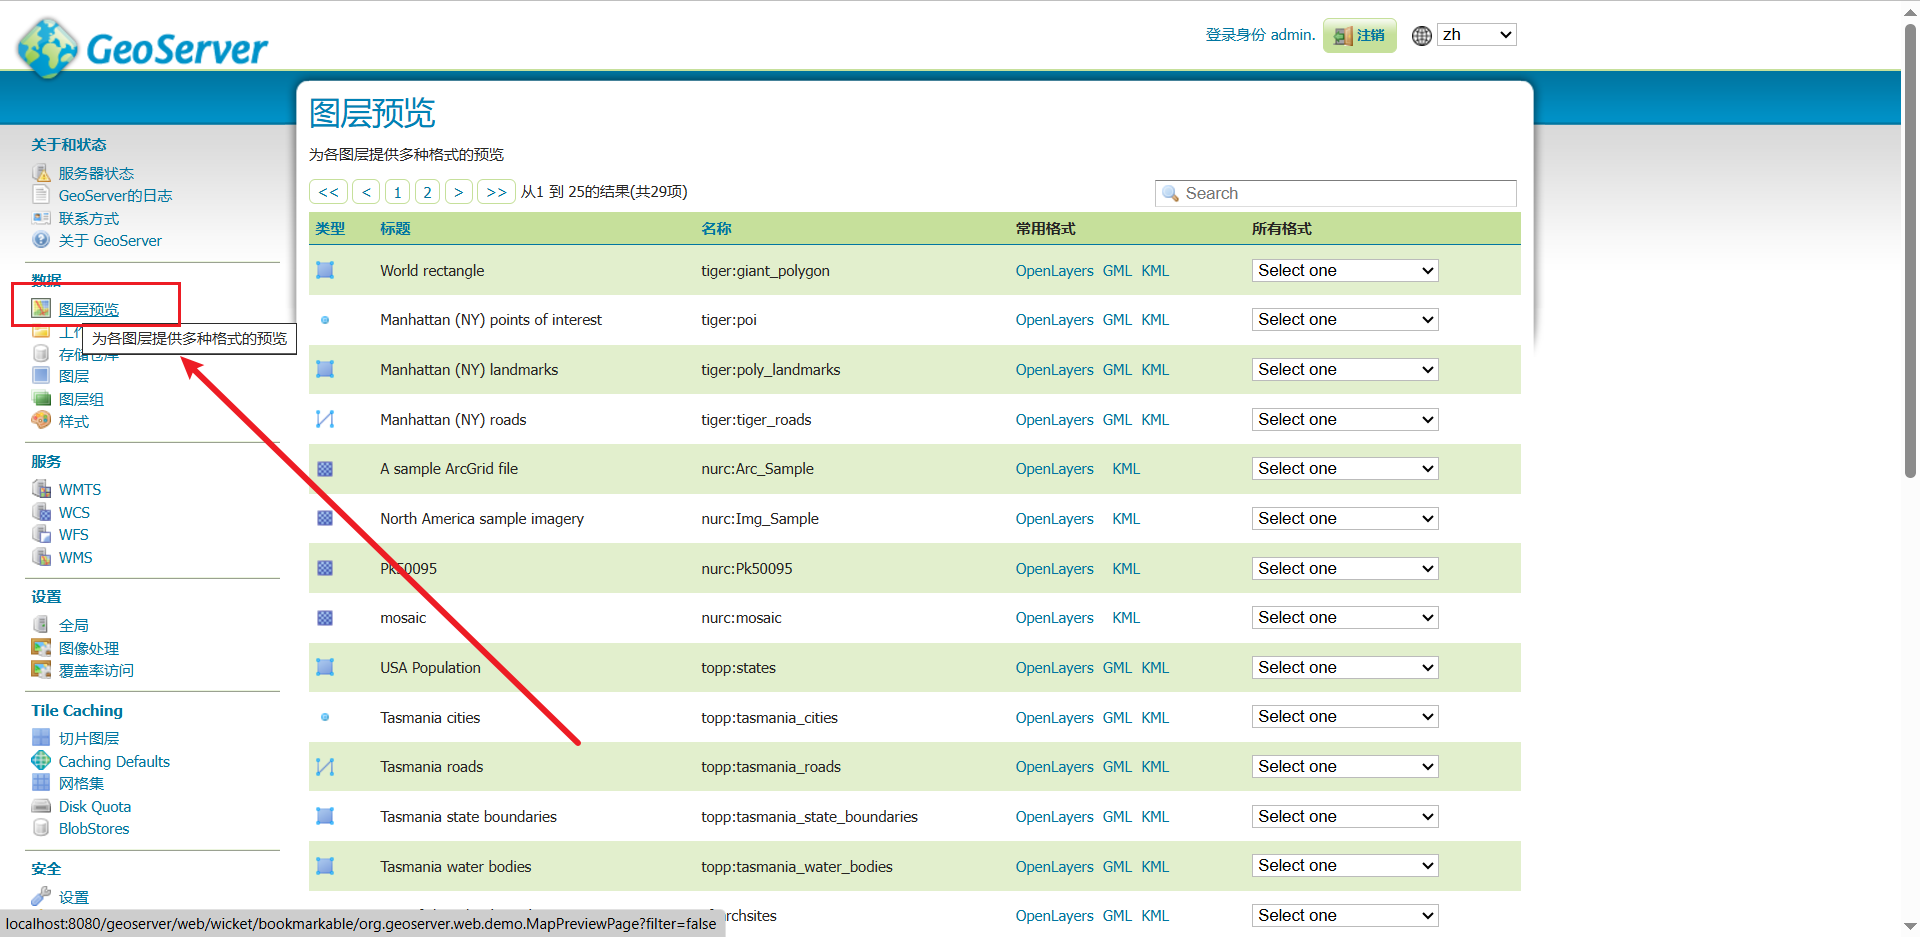 GeoServer
登录身份 admin.
注销
zh
图层预览
为各图层提供多种格式的预览
<< < 1 2 > >> 从1 到 25的结果(共29项)
Search
关于和状态
服务器状态
GeoServer的日志
联系方式
关于 GeoServer
数据
图层预览
为各图层提供多种格式的预览
存储仓库
图层
图层组
样式
服务
WMTS
WCS
WFS
WMS
设置
全局
图像处理
覆盖率访问
Tile Caching
切片图层
Caching Defaults
网格集
Disk Quota
BlobStores
安全
设置
类型 标题 名称 常用格式 所有格式
World rectangle tiger:giant_polygon OpenLayers GML KML Select one
Manhattan (NY) points of interest tiger:poi OpenLayers GML KML Select one
Manhattan (NY) landmarks tiger:poly_landmarks OpenLayers GML KML Select one
Manhattan (NY) roads tiger:tiger_roads OpenLayers GML KML Select one
A sample ArcGrid file nurc:Arc_Sample OpenLayers KML Select one
North America sample imagery nurc:Img_Sample OpenLayers KML Select one
Pk50095 nurc:Pk50095 OpenLayers KML Select one
mosaic nurc:mosaic OpenLayers KML Select one
USA Population topp:states OpenLayers GML KML Select one
Tasmania cities topp:tasmania_cities OpenLayers GML KML Select one
Tasmania roads topp:tasmania_roads OpenLayers GML KML Select one
Tasmania state boundaries topp:tasmania_state_boundaries OpenLayers GML KML Select one
Tasmania water bodies topp:tasmania_water_bodies OpenLayers GML KML Select one
OpenLayers GML KML Select one
localhost:8080/geoserver/web/wicket/bookmarkable/org.geoserver.web.demo.MapPreviewPage?filter=false